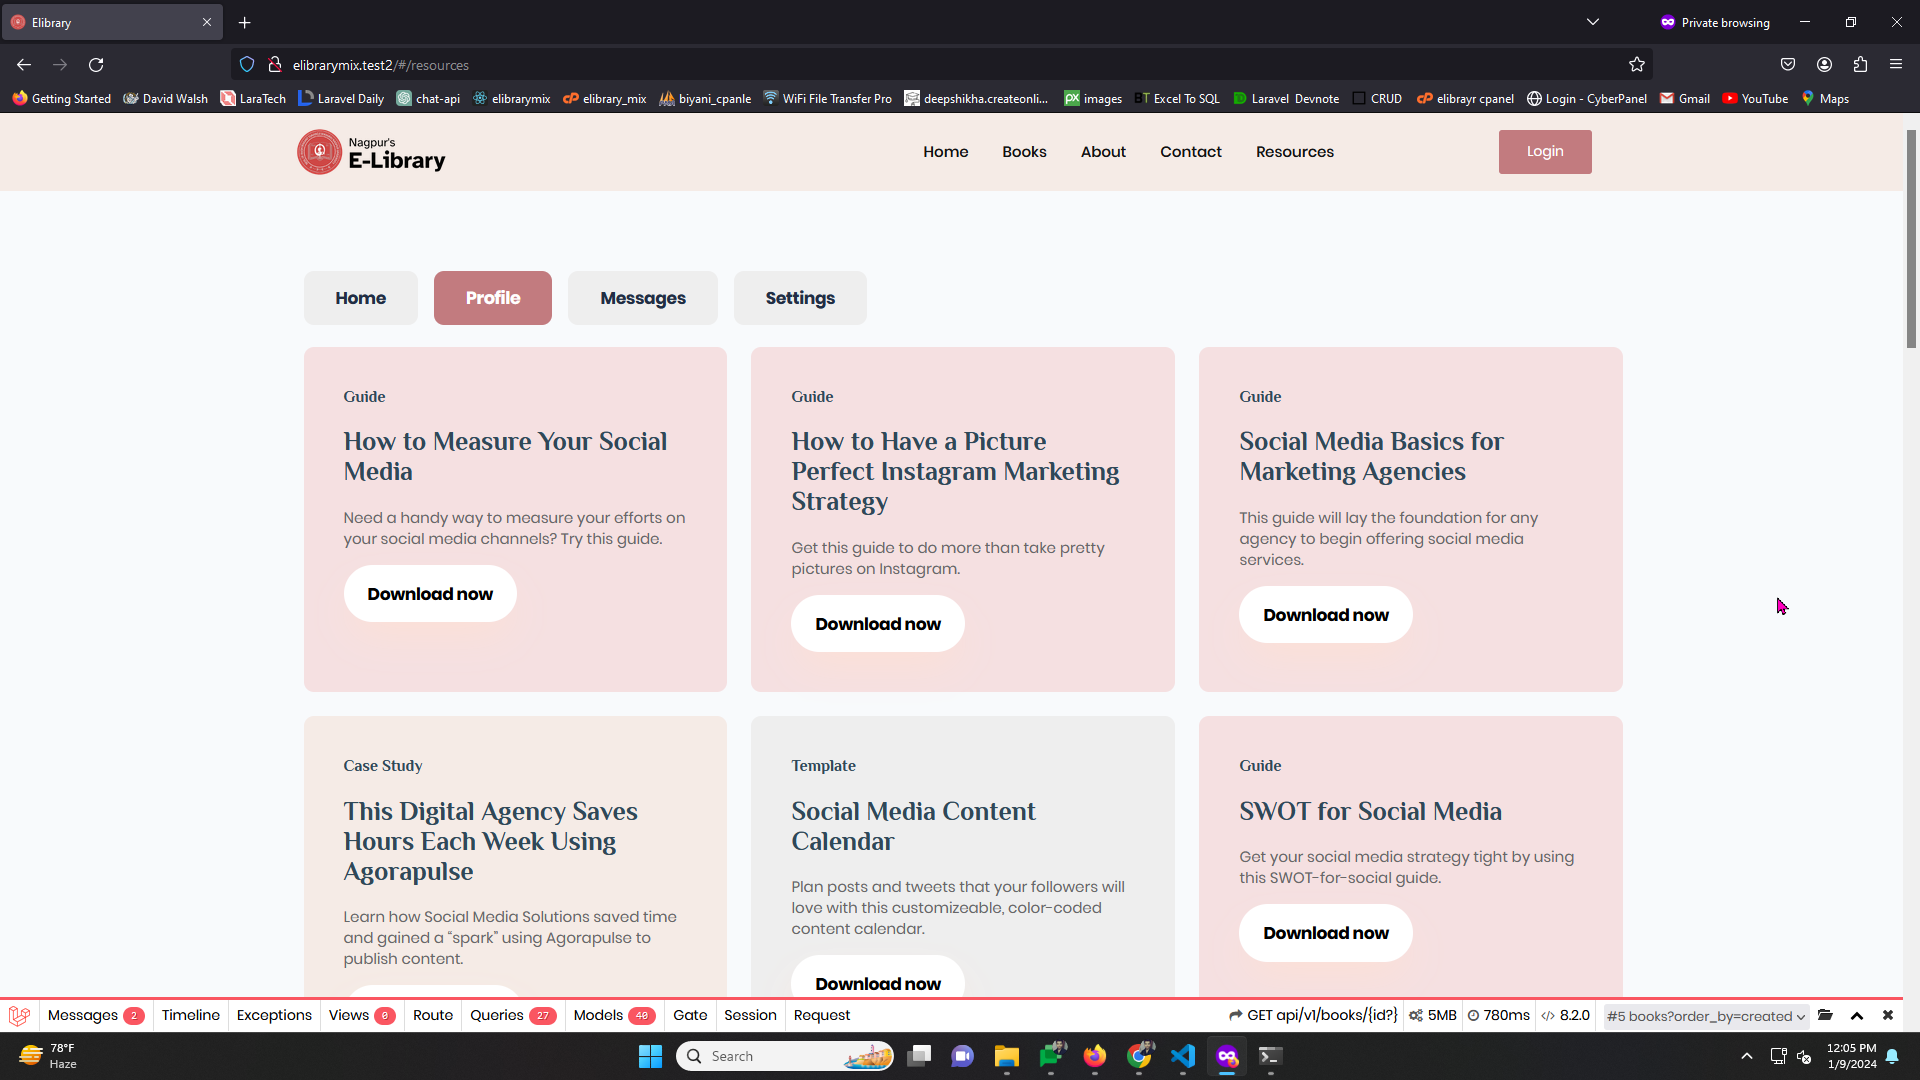 Elibrary
Private browsing
elibrarymix.test2/#/resources
Getting Started David Walsh LaraTech Laravel Daily chat-api elibrarymix elibrary_mix biyani_cpanle WiFi File Transfer Pro deepshikha.createonli... images Excel To SQL Laravel Devnote CRUD elibrayr cpanel Login - CyberPanel Gmail YouTube Maps
Nagpur's
E-Library
Home Books About Contact Resources
Login
Home Profile Messages Settings
Guide
How to Measure Your Social
Media
Need a handy way to measure your efforts on
your social media channels? Try this guide.
Download now
Guide
How to Have a Picture
Perfect Instagram Marketing
Strategy
Get this guide to do more than take pretty
pictures on Instagram.
Download now
Guide
Social Media Basics for
Marketing Agencies
This guide will lay the foundation for any
agency to begin offering social media
services.
Download now
Case Study
This Digital Agency Saves
Hours Each Week Using
Agorapulse
Learn how Social Media Solutions saved time
and gained a “spark” using Agorapulse to
publish content.
Template
Social Media Content
Calendar
Plan posts and tweets that your followers will
love with this customizeable, color-coded
content calendar.
Download now
Guide
SWOT for Social Media
Get your social media strategy tight by using
this SWOT-for-social guide.
Download now
Messages 2 Timeline Exceptions Views 0 Route Queries 27 Models 40 Gate Session Request
GET api/v1/books/{id?} 5MB 780ms 8.2.0 #5 books?order_by=created
78°F
Haze
Search
12:05 PM
1/9/2024